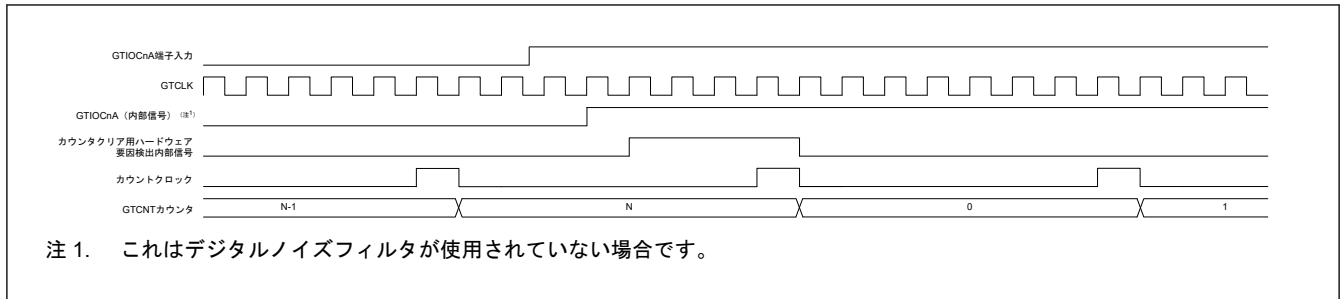 GTIOCnA端子入力
GTCLK
GTIOCnA（内部信号）（注1）
カウンタクリア用ハードウェア
要因検出内部信号
カウントクロック
GTCNTカウンタ N-1 N 0 1
注 1. これはデジタルノイズフィルタが使用されていない場合です。